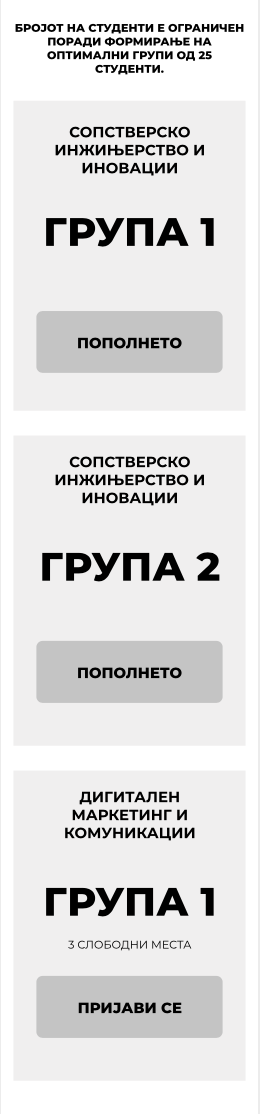 БРОЈОТ НА СТУДЕНТИ Е ОГРАНИЧЕН
ПОРАДИ ФОРМИРАЊЕ НА
ОПТИМАЛНИ ГРУПИ ОД 25
СТУДЕНТИ.
СОПСТВЕРСКО
ИНЖИЊЕРСТВО И
ИНОВАЦИИ
ГРУПА 1
ПОПОЛНЕТО
СОПСТВЕРСКО
ИНЖИЊЕРСТВО И
ИНОВАЦИИ
ГРУПА 2
ПОПОЛНЕТО
ДИГИТАЛЕН
МАРКЕТИНГ И
КОМУНИКАЦИИ
ГРУПА 1
3 СЛОБОДНИ МЕСТА
ПРИЈАВИ СЕ